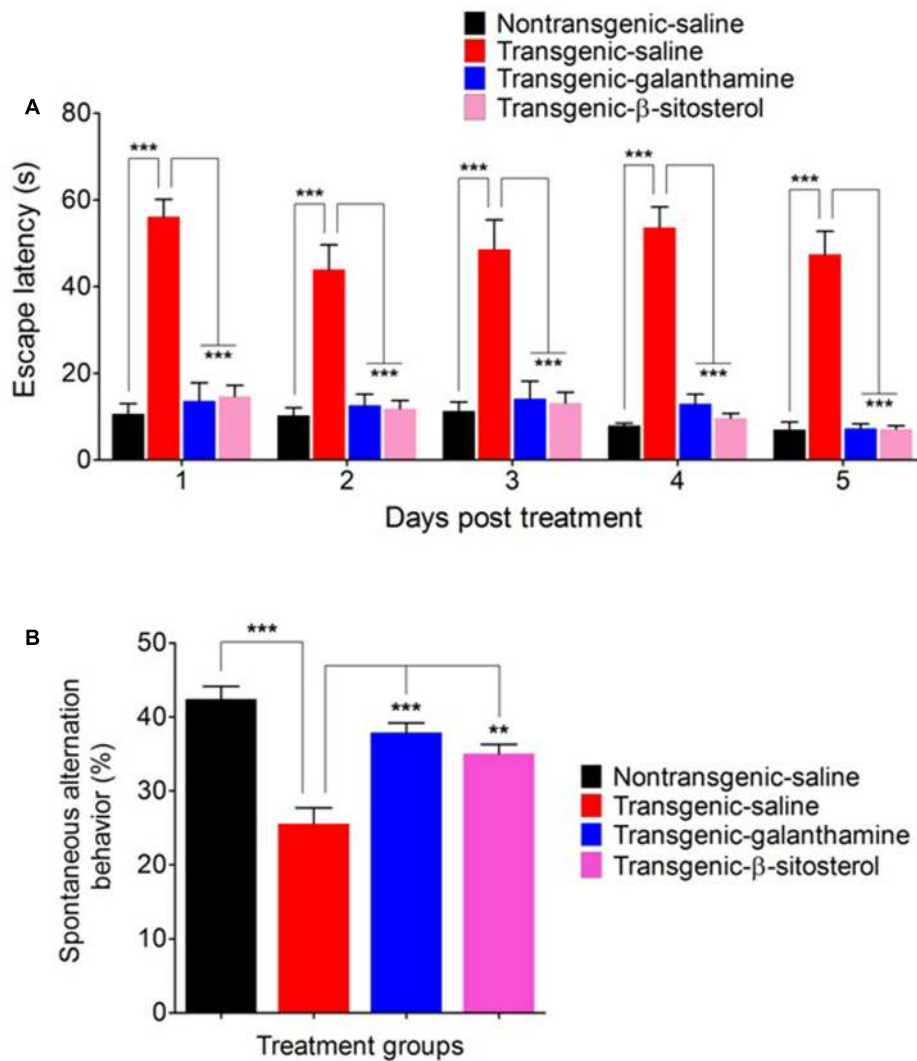 Nontransgenic-saline
Transgenic-saline
Transgenic-galanthamine
Transgenic-β-sitosterol
A
80
60
40
20
0
Escape latency (s)
*** *** *** *** ***
*** *** *** *** ***
1 2 3 4 5
Days post treatment
B
50
40
30
20
10
0
Spontaneous alternation
behavior (%)
***
*** **
Treatment groups
Nontransgenic-saline
Transgenic-saline
Transgenic-galanthamine
Transgenic-β-sitosterol